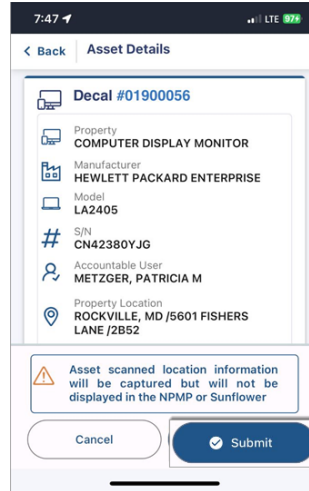 7:47
LTE 97
Back
Asset Details
Decal #01900056
Property
COMPUTER DISPLAY MONITOR
Manufacturer
HEWLETT PACKARD ENTERPRISE
Model
LA2405
S/N
CN42380YJG
Accountable User
METZGER, PATRICIA M
Property Location
ROCKVILLE, MD /5601 FISHERS
LANE /2B52
Asset scanned location information
will be captured but will not be
displayed in the NPMP or Sunflower
Cancel
Submit